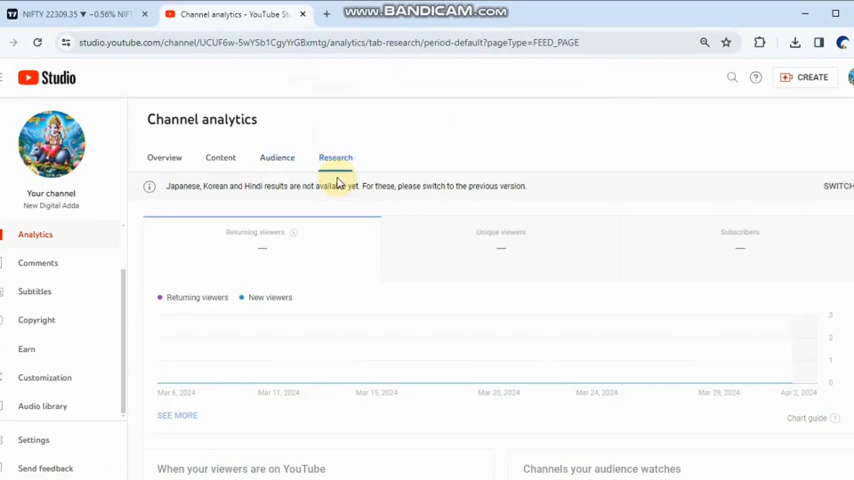 NIFTY 22309.35 ▼ −0.56% NIFT
Channel analytics - YouTube St
www.BANDICAM.com
studio.youtube.com/channel/UCUF6w-5wYSb1CgyYrGBxmtg/analytics/tab-research/period-default?pageType=FEED_PAGE
Studio
CREATE
Channel analytics
Overview Content Audience Research
Japanese, Korean and Hindi results are not available yet. For these, please switch to the previous version.
SWITCH
Your channel
New Digital Adda
Analytics
Comments
Subtitles
Copyright
Earn
Customization
Audio library
Settings
Send feedback
Returning viewers
—
Unique viewers
—
Subscribers
—
Returning viewers New viewers
3
2
1
0
Mar 6, 2024 Mar 11, 2024 Mar 15, 2024 Mar 20, 2024 Mar 24, 2024 Mar 29, 2024 Apr 2, 2024
SEE MORE
Chart guide
When your viewers are on YouTube
Channels your audience watches